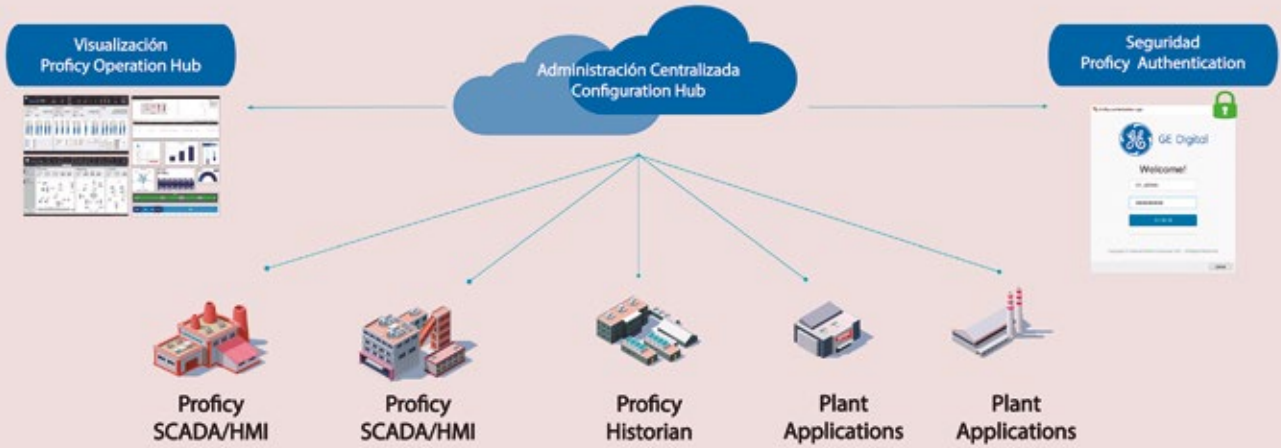 Visualización
Proficy Operation Hub
Administración Centralizada
Configuration Hub
Seguridad
Proficy Authentication
GE Digital
Welcome!
Proficy
SCADA/HMI
Proficy
SCADA/HMI
Proficy
Historian
Plant
Applications
Plant
Applications